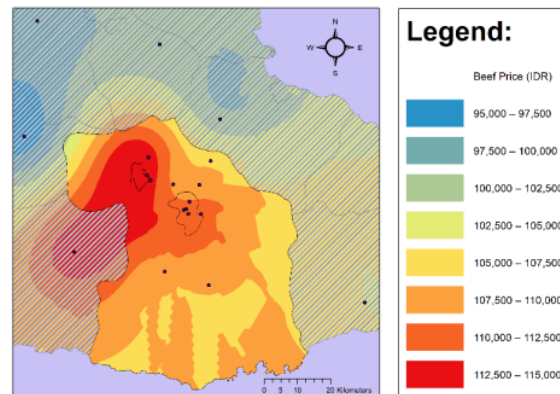 N
W E
S
0 5 10 20 Kilometers
Legend:
Beef Price (IDR)
95,000 – 97,500
97,500 – 100,000
100,000 – 102,500
102,500 – 105,000
105,000 – 107,500
107,500 – 110,000
110,000 – 112,500
112,500 – 115,000